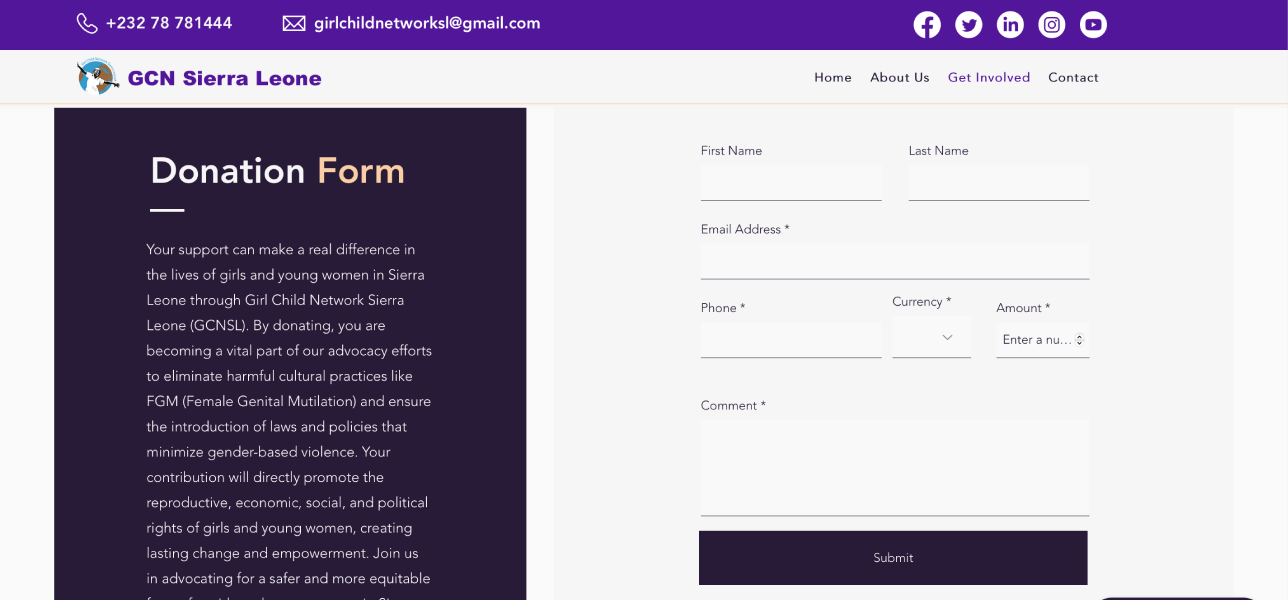 +232 78 781444
girlchildnetworksl@gmail.com
GCN Sierra Leone
Home
About Us
Get Involved
Contact
Donation Form
Your support can make a real difference in
the lives of girls and young women in Sierra
Leone through Girl Child Network Sierra
Leone (GCNSL). By donating, you are
becoming a vital part of our advocacy efforts
to eliminate harmful cultural practices like
FGM (Female Genital Mutilation) and ensure
the introduction of laws and policies that
minimize gender-based violence. Your
contribution will directly promote the
reproductive, economic, social, and political
rights of girls and young women, creating
lasting change and empowerment. Join us
in advocating for a safer and more equitable
First Name
Last Name
Email Address *
Phone *
Currency *
Amount *
Enter a nu...
Comment *
Submit